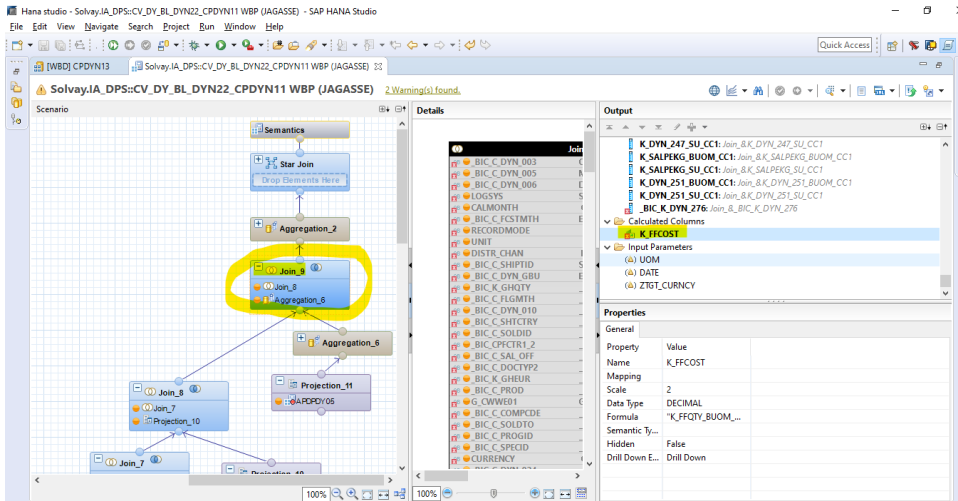 Hana studio - Solvay.IA_DPS::CV_DY_BL_DYN22_CPDYN11 WBP (JAGASSE) - SAP HANA Studio
File Edit View Navigate Search Project Run Window Help
Quick Access
[WBD] CPDYN13
Solvay.IA_DPS::CV_DY_BL_DYN22_CPDYN11 WBP (JAGASSE)
Solvay.IA_DPS::CV_DY_BL_DYN22_CPDYN11 WBP (JAGASSE) 2 Warning(s) found.
Scenario
Semantics
Star Join
Drop Elements Here
Aggregation_2
Join_9
Join_8
Aggregation_6
Aggregation_6
Projection_11
APDPDY05
Join_8
Join_7
Projection_10
Join_7
100%
Details
Join
_BIC_C_DYN_003
_BIC_C_DYN_005
_BIC_C_DYN_006
LOGSYS
CALMONTH
_BIC_C_FCSTMTH
RECORDMODE
UNIT
DISTR_CHAN
_BIC_C_SHIPTID
_BIC_C_DYN_GBU
_BIC_K_GHQTY
_BIC_C_FLGMTH
_BIC_C_DYN_010
_BIC_C_SHTCTRY
_BIC_C_SOLDID
_BIC_CPFCTR1_2
_BIC_C_SAL_OFF
_BIC_C_DOCTYP2
_BIC_K_GHEUR
_BIC_C_PROD
G_CWWE01
_BIC_C_COMPCDE
_BIC_C_SOLDTO
_BIC_C_PROGID
_BIC_C_SPECID
CURRENCY
100%
Output
K_DYN_247_SU_CC1: Join_8.K_DYN_247_SU_CC1
K_SALPEKG_BUOM_CC1: Join_8.K_SALPEKG_BUOM_CC1
K_SALPEKG_SU_CC1: Join_8.K_SALPEKG_SU_CC1
K_DYN_251_BUOM_CC1: Join_8.K_DYN_251_BUOM_CC1
K_DYN_251_SU_CC1: Join_8.K_DYN_251_SU_CC1
_BIC_K_DYN_276: Join_8._BIC_K_DYN_276
Calculated Columns
K_FFCOST
Input Parameters
UOM
DATE
ZTGT_CURNCY
Properties
General
Property Value
Name K_FFCOST
Mapping
Scale 2
Data Type DECIMAL
Formula "K_FFQTY_BUOM_...
Semantic Ty...
Hidden False
Drill Down E... Drill Down